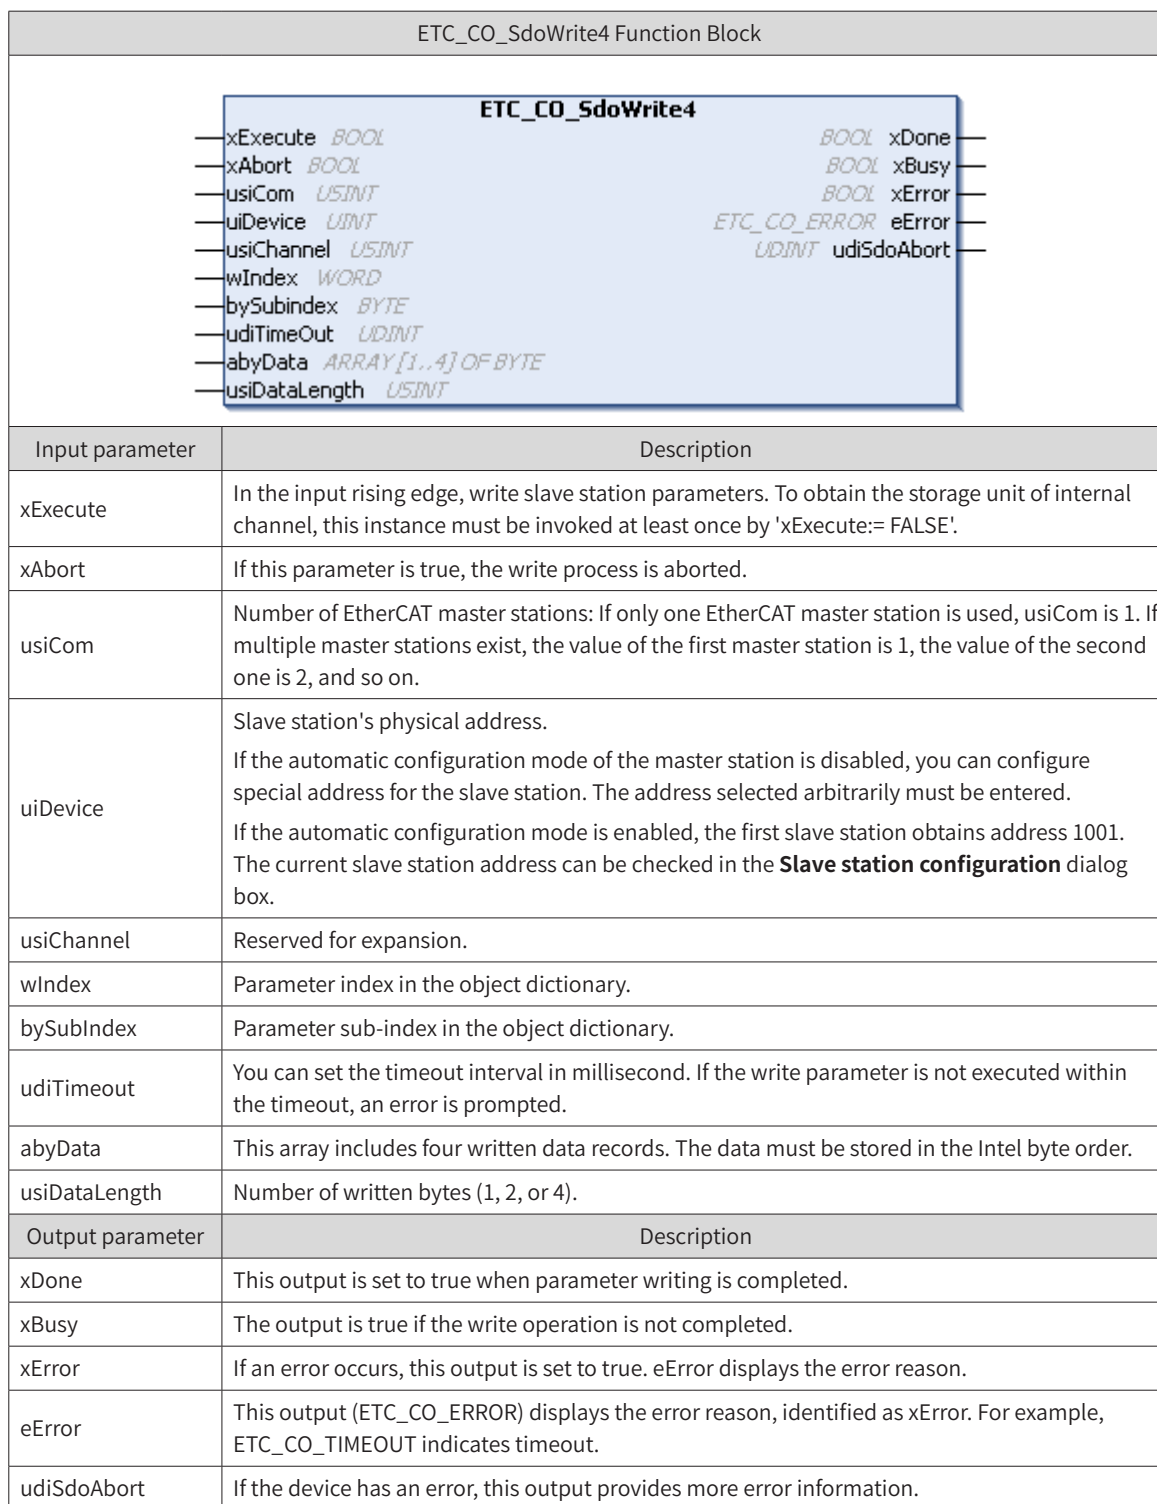 ETC_CO_SdoWrite4 Function Block
ETC_CO_SdoWrite4
xExecute BOOL
BOOL xDone
xAbort BOOL
BOOL xBusy
usiCom USINT
BOOL xError
uiDevice UINT
ETC_CO_ERROR eError
usiChannel USINT
UDINT udiSdoAbort
wIndex WORD
bySubindex BYTE
udiTimeOut UDINT
abyData ARRAY [1..4] OF BYTE
usiDataLength USINT
Input parameter
Description
xExecute
In the input rising edge, write slave station parameters. To obtain the storage unit of internal
channel, this instance must be invoked at least once by 'xExecute:= FALSE'.
xAbort
If this parameter is true, the write process is aborted.
usiCom
Number of EtherCAT master stations: If only one EtherCAT master station is used, usiCom is 1. If
multiple master stations exist, the value of the first master station is 1, the value of the second
one is 2, and so on.
uiDevice
Slave station's physical address.
If the automatic configuration mode of the master station is disabled, you can configure
special address for the slave station. The address selected arbitrarily must be entered.
If the automatic configuration mode is enabled, the first slave station obtains address 1001.
The current slave station address can be checked in the Slave station configuration dialog
box.
usiChannel
Reserved for expansion.
wIndex
Parameter index in the object dictionary.
bySubIndex
Parameter sub-index in the object dictionary.
udiTimeout
You can set the timeout interval in millisecond. If the write parameter is not executed within
the timeout, an error is prompted.
abyData
This array includes four written data records. The data must be stored in the Intel byte order.
usiDataLength
Number of written bytes (1, 2, or 4).
Output parameter
Description
xDone
This output is set to true when parameter writing is completed.
xBusy
The output is true if the write operation is not completed.
xError
If an error occurs, this output is set to true. eError displays the error reason.
eError
This output (ETC_CO_ERROR) displays the error reason, identified as xError. For example,
ETC_CO_TIMEOUT indicates timeout.
udiSdoAbort
If the device has an error, this output provides more error information.